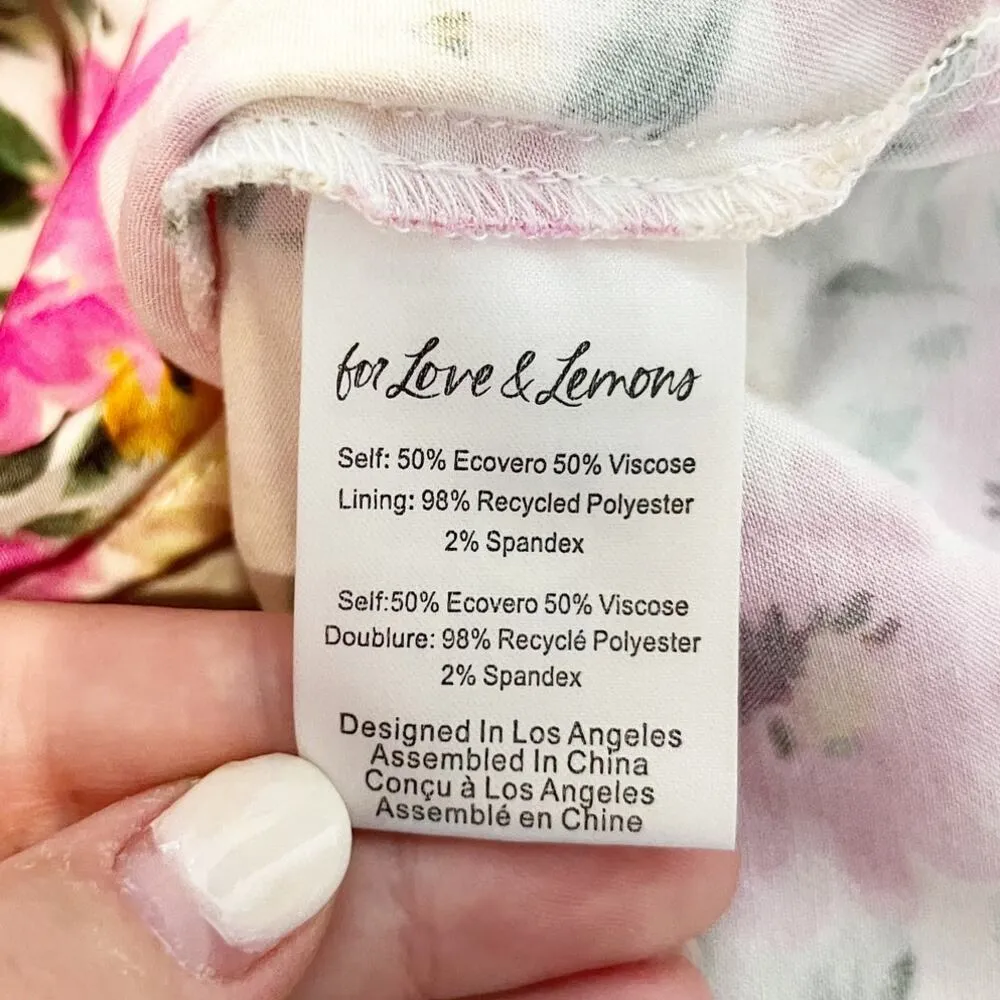 for Love & Lemons
Self: 50% Ecovero 50% Viscose
Lining: 98% Recycled Polyester
2% Spandex
Self:50% Ecovero 50% Viscose
Doublure: 98% Recyclé Polyester
2% Spandex
Designed In Los Angeles
Assembled In China
Conçu à Los Angeles
Assemblé en Chine